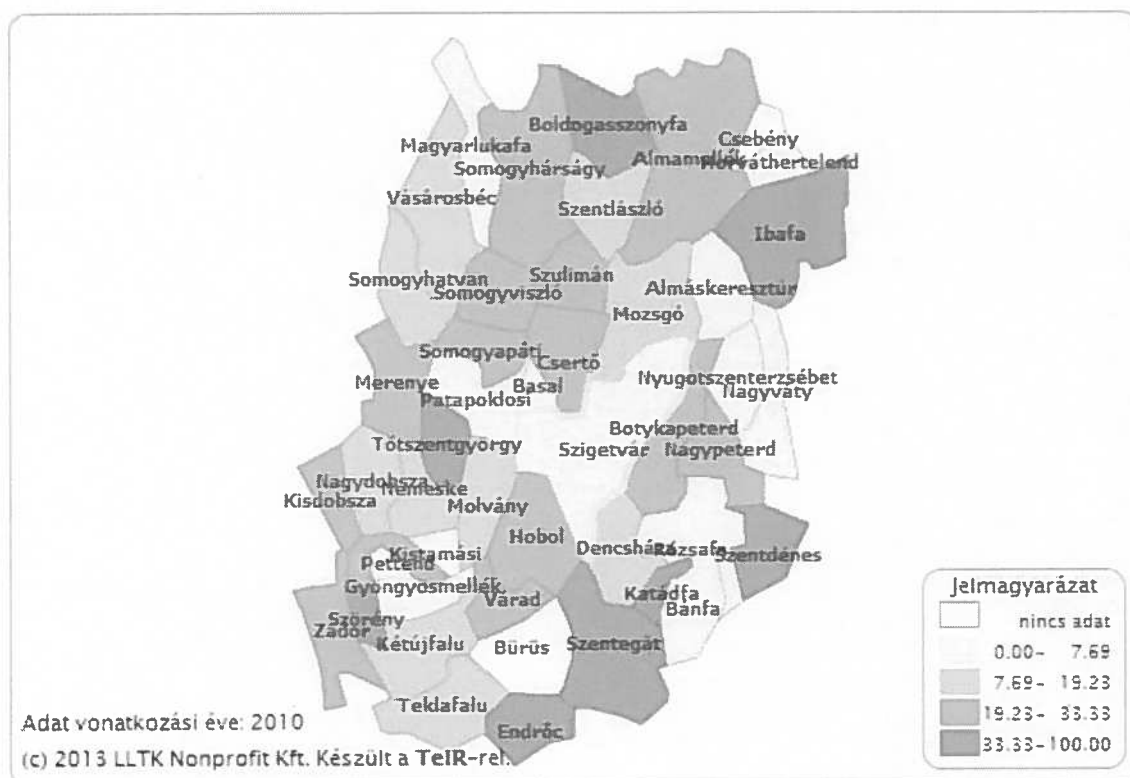 Boldogasszonyfa
Csebény
Magyarlukafa
Almamellék
Horváthertelend
Somogyhárságy
Vásárosbéc
Szentlászló
Ibafa
Somogyhatvan
Szulimán
Somogyviszló
Almáskeresztúr
Mozsgó
Somogyapáti
Csertő
Merenye
Basal
Nyugotszenterzsébet
Patapoklosi
Nagyváty
Botykapeterd
Tótszentgyörgy
Szigetvár
Nagypeterd
Nagydobsza
Nemeske
Kisdobsza
Molvány
Hobol
Dencsháza
Rózsafa
Szentdénes
Kistamási
Pettend
Gyöngyösmellék
Várad
Katádfa
Bánfa
Szörény
Zádor
Kétújfalu
Bürüs
Szentegát
Teklafalu
Endrőc
Jelmagyarázat
nincs adat
0.00- 7.69
7.69- 19.23
19.23- 33.33
33.33-100.00
Adat vonatkozási éve: 2010
(c) 2013 LLTK Nonprofit Kft. Készült a TeIR-rel.